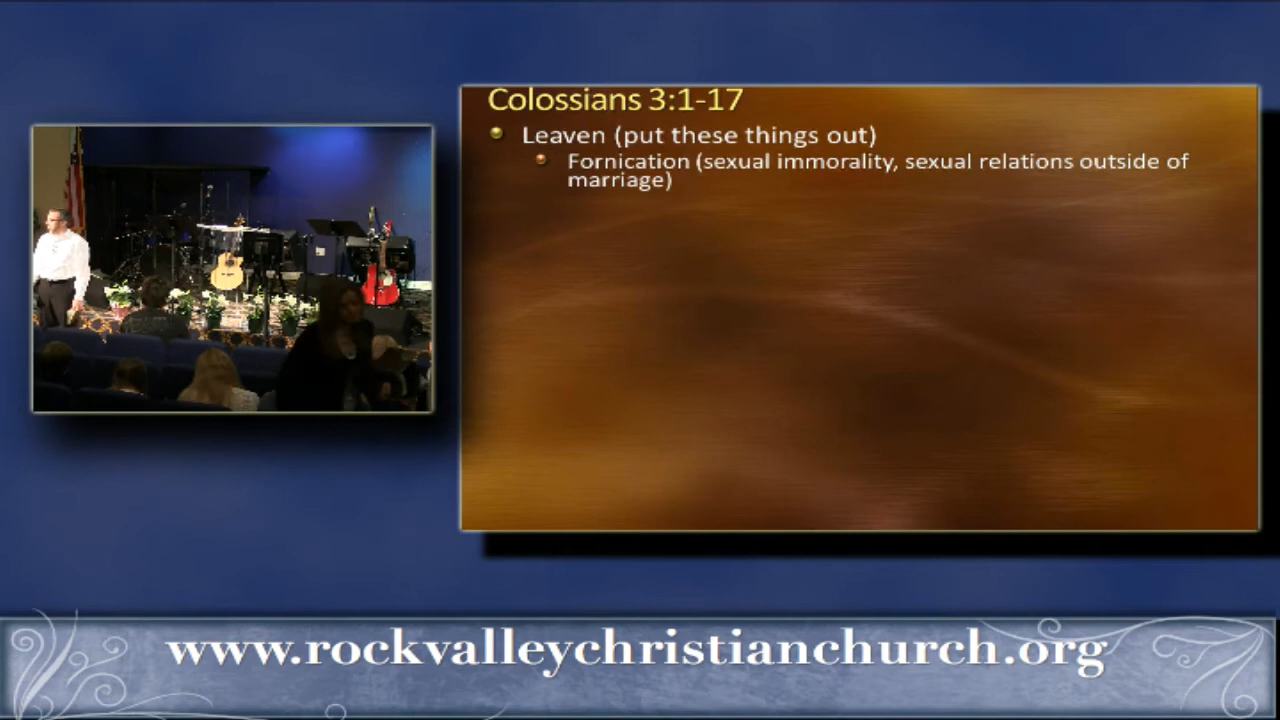 Colossians 3:1-17
Leaven (put these things out)
Fornication (sexual immorality, sexual relations outside of
marriage)
www.rockvalleychristianchurch.org